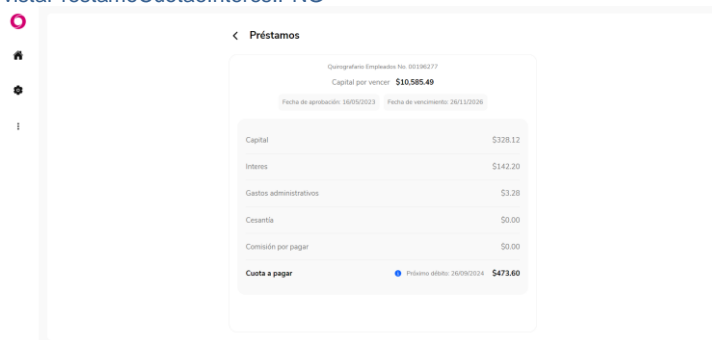 VistaPrestamoCuotasInteres.PNG
Préstamos
Quirografario Empleados No. 00196277
Capital por vencer $10,585.49
Fecha de aprobación: 16/05/2023 Fecha de vencimiento: 26/11/2026
Capital $328.12
Interes $142.20
Gastos administrativos $3.28
Cesantía $0.00
Comisión por pagar $0.00
Cuota a pagar Próximo débito: 26/09/2024 $473.60